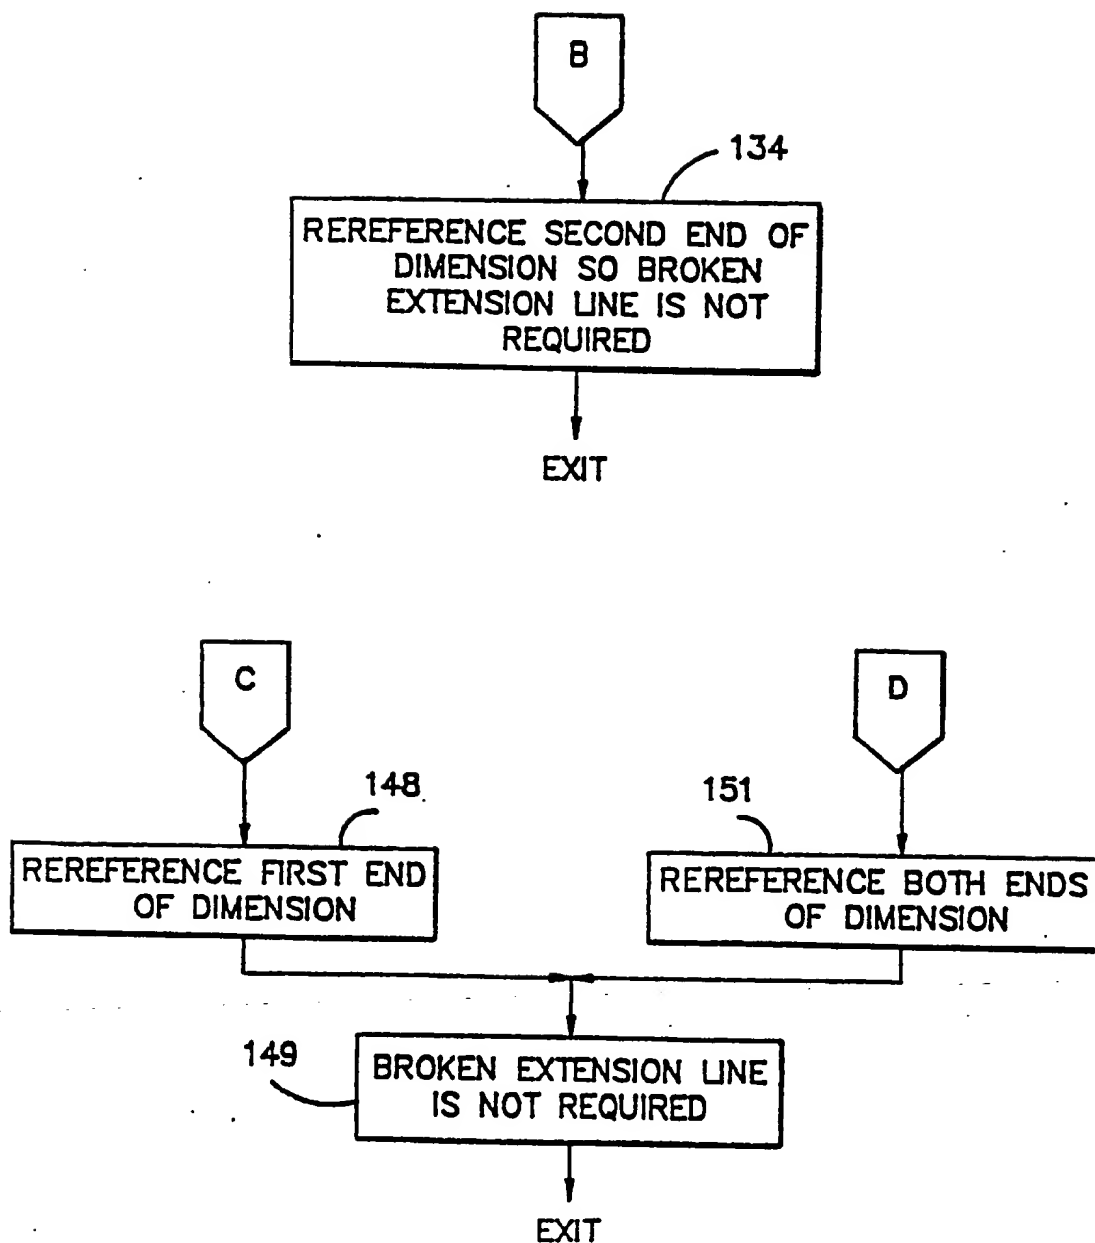 B
134
REREFERENCE SECOND END OF
DIMENSION SO BROKEN
EXTENSION LINE IS NOT
REQUIRED
EXIT
C
D
148
151
REREFERENCE FIRST END
OF DIMENSION
REREFERENCE BOTH ENDS
OF DIMENSION
149
BROKEN EXTENSION LINE
IS NOT REQUIRED
EXIT